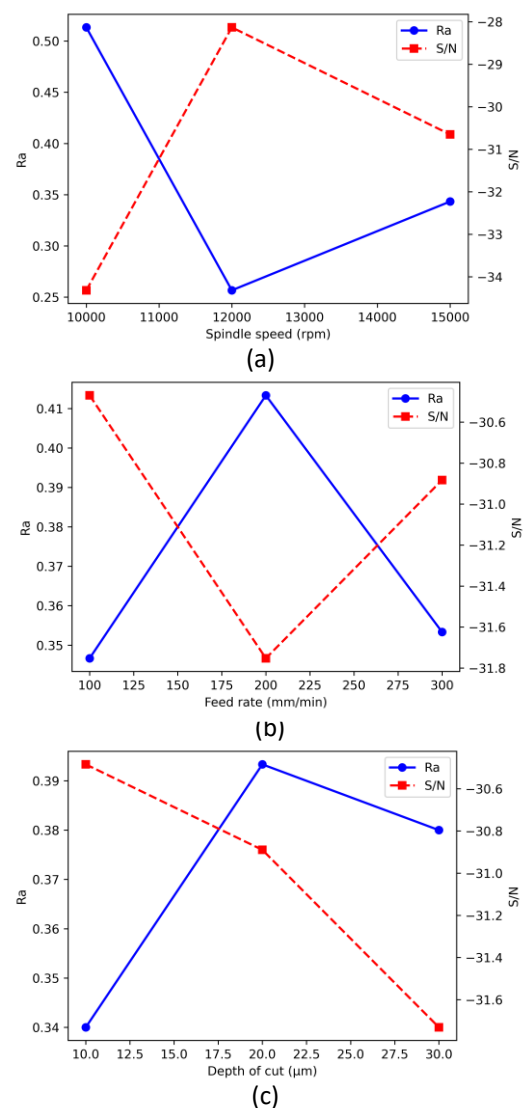 Ra
S/N
0.50
0.45
0.40
0.35
0.30
0.25
Ra
−28
−29
−30
−31
−32
−33
−34
S/N
10000 11000 12000 13000 14000 15000
Spindle speed (rpm)
(a)
Ra
S/N
0.41
0.40
0.39
0.38
0.37
0.36
0.35
Ra
−30.6
−30.8
−31.0
−31.2
−31.4
−31.6
−31.8
S/N
100 125 150 175 200 225 250 275 300
Feed rate (mm/min)
(b)
Ra
S/N
0.39
0.38
0.37
0.36
0.35
0.34
Ra
−30.6
−30.8
−31.0
−31.2
−31.4
−31.6
S/N
10.0 12.5 15.0 17.5 20.0 22.5 25.0 27.5 30.0
Depth of cut (μm)
(c)